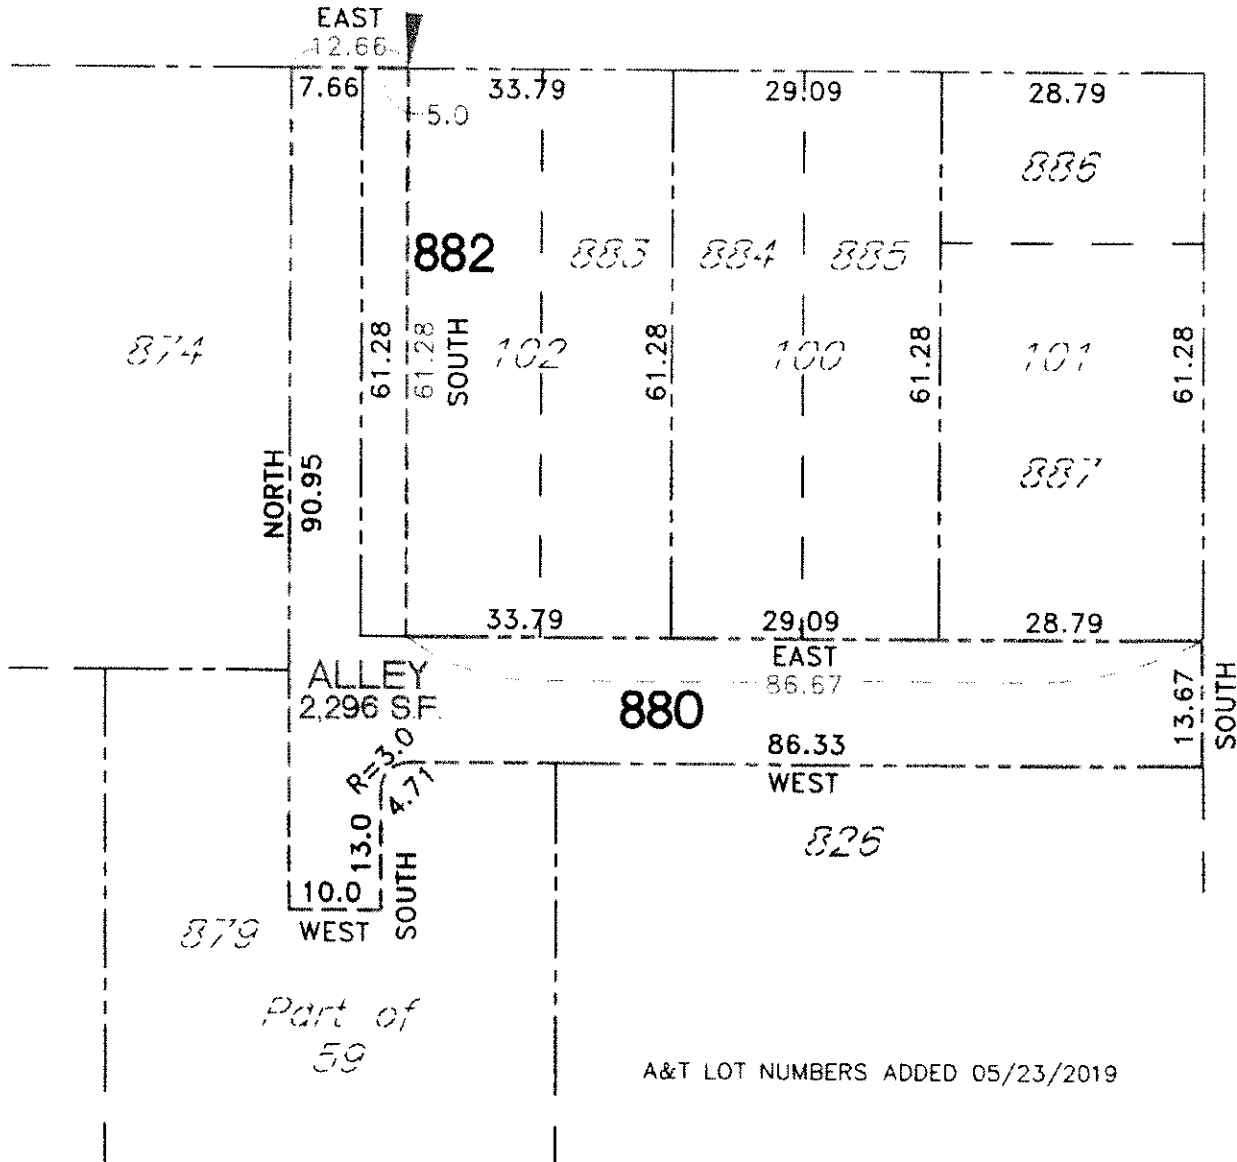 EAST
12.66
7.66
33.79
29.09
28.79
5.0
886
882
883
884
885
874
61.28
61.28
SOUTH
102
61.28
100
61.28
101
61.28
887
NORTH
90.95
33.79
29.09
28.79
EAST
86.67
ALLEY
2,296 S.F.
880
13.67
SOUTH
86.33
WEST
R=3.0
4.71
13.0
SOUTH
826
10.0
WEST
879
Part of
59
A&T LOT NUMBERS ADDED 05/23/2019